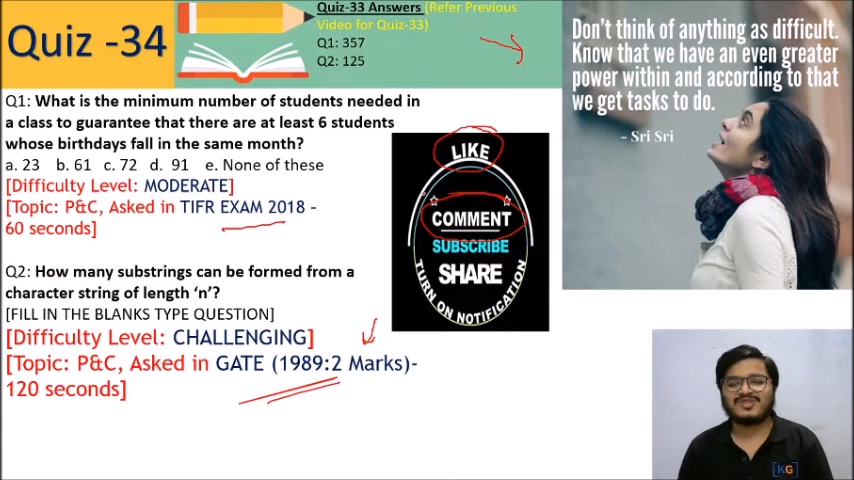 Quiz -34
Quiz-33 Answers (Refer Previous
Video for Quiz-33)
Q1: 357
Q2: 125
Q1: What is the minimum number of students needed in
a class to guarantee that there are at least 6 students
whose birthdays fall in the same month?
a. 23 b. 61 c. 72 d. 91 e. None of these
[Difficulty Level: MODERATE]
[Topic: P&C, Asked in TIFR EXAM 2018 -
60 seconds]
Q2: How many substrings can be formed from a
character string of length ‘n’?
[FILL IN THE BLANKS TYPE QUESTION]
[Difficulty Level: CHALLENGING]
[Topic: P&C, Asked in GATE (1989:2 Marks)-
120 seconds]
LIKE
COMMENT
SUBSCRIBE
SHARE
TURN ON NOTIFICATION
Don't think of anything as difficult.
Know that we have an even greater
power within and according to that
we get tasks to do.
- Sri Sri
KG